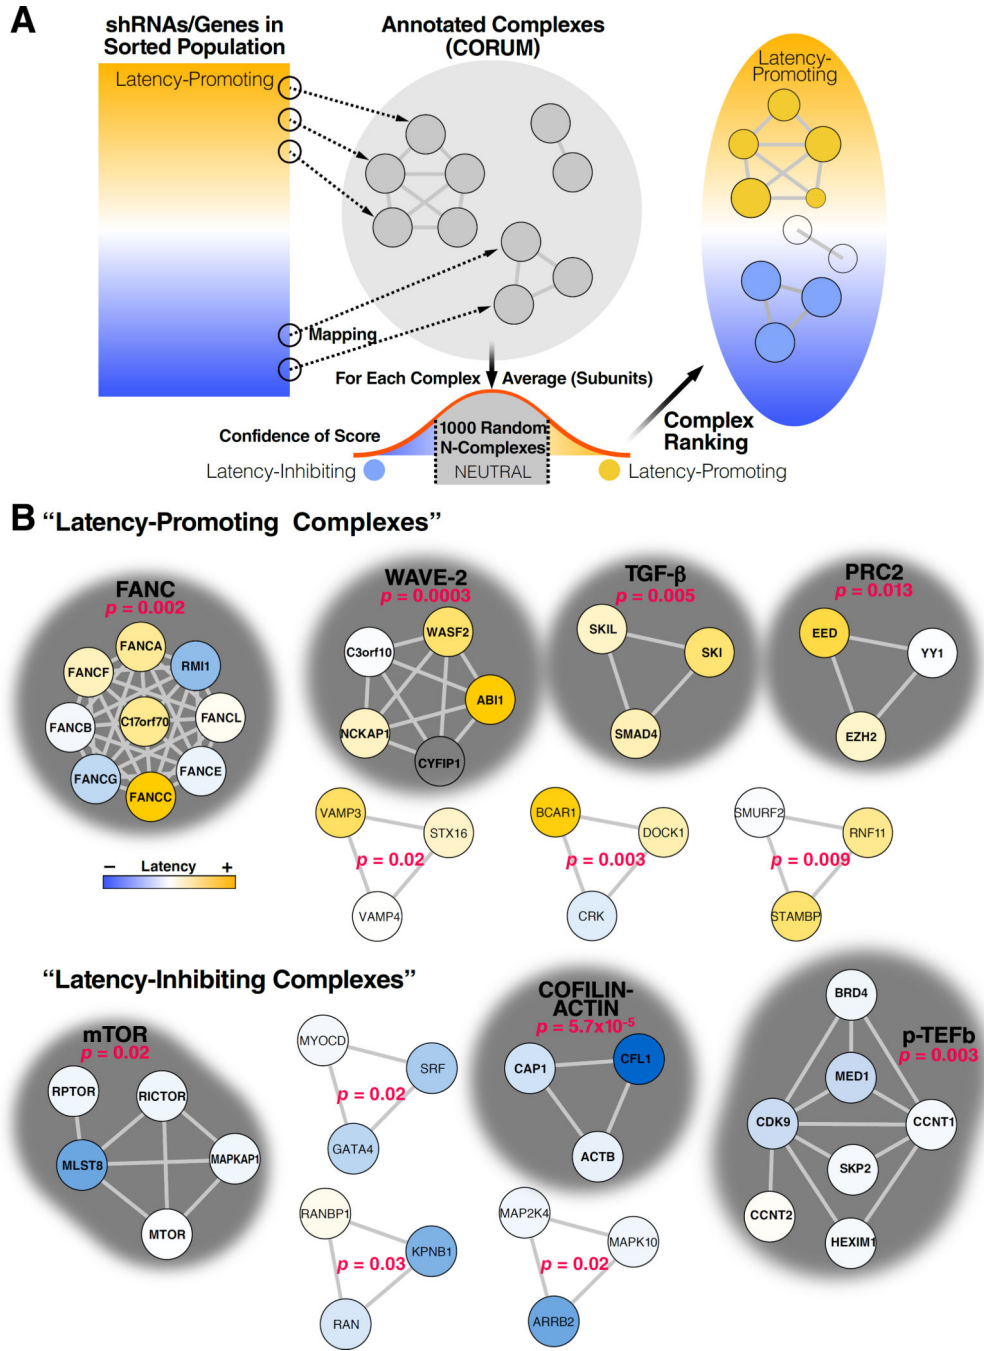 A
shRNAs/Genes in
Sorted Population
Annotated Complexes
(CORUM)
Latency-Promoting
Latency-
Promoting
Mapping
For Each Complex
Average (Subunits)
Confidence of Score
1000 Random
N-Complexes
NEUTRAL
Complex
Ranking
Latency-Inhibiting
Latency-Promoting
B "Latency-Promoting Complexes"
FANC
p = 0.002
FANCA
FANCF
RMI1
FANCB
C17orf70
FANCL
FANCG
FANCE
FANCC
WAVE-2
p = 0.0003
WASF2
C3orf10
ABI1
NCKAP1
CYFIP1
TGF-β
p = 0.005
SKIL
SKI
SMAD4
PRC2
p = 0.013
EED
YY1
EZH2
– Latency +
VAMP3
STX16
p = 0.02
VAMP4
BCAR1
DOCK1
p = 0.003
CRK
SMURF2
RNF11
p = 0.009
STAMBP
"Latency-Inhibiting Complexes"
mTOR
p = 0.02
RPTOR
RICTOR
MLST8
MAPKAP1
MTOR
MYOCD
SRF
p = 0.02
GATA4
COFILIN-
ACTIN
p = 5.7x10⁻⁵
CAP1
CFL1
ACTB
p-TEFb
p = 0.003
BRD4
MED1
CDK9
CCNT1
SKP2
CCNT2
HEXIM1
RANBP1
KPNB1
p = 0.03
RAN
MAP2K4
MAPK10
p = 0.02
ARRB2